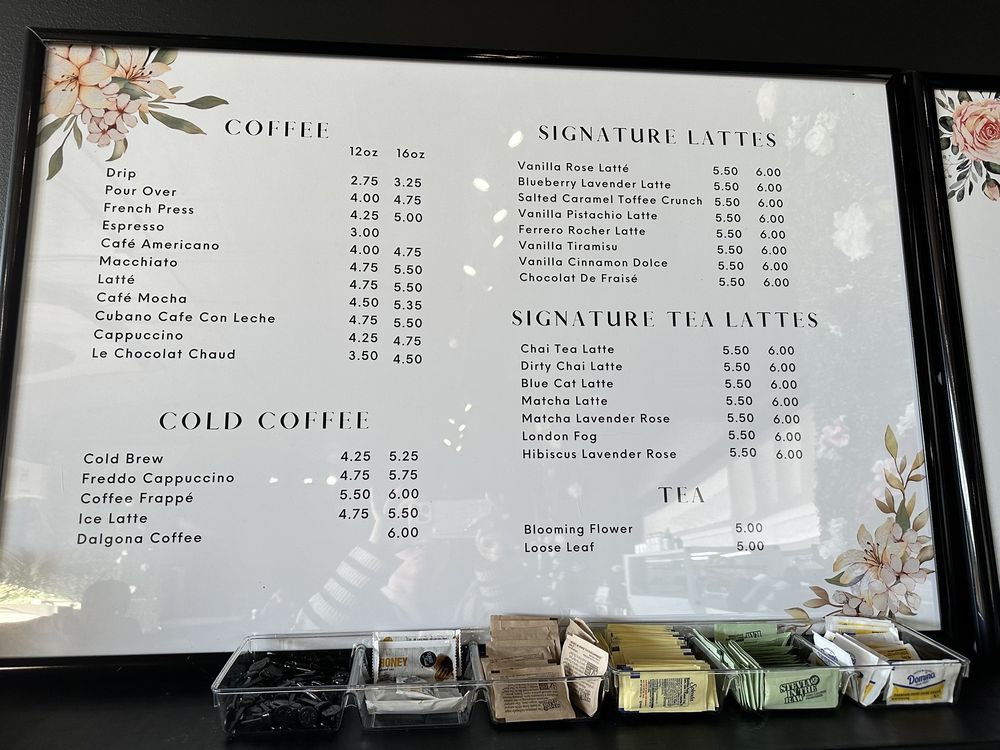 COFFEE
12oz 16oz
Drip 2.75 3.25
Pour Over 4.00 4.75
French Press 4.25 5.00
Espresso 3.00
Café Americano 4.00 4.75
Macchiato 4.75 5.50
Latté 4.75 5.50
Café Mocha 4.50 5.35
Cubano Cafe Con Leche 4.75 5.50
Cappuccino 4.25 4.75
Le Chocolat Chaud 3.50 4.50
COLD COFFEE
Cold Brew 4.25 5.25
Freddo Cappuccino 4.75 5.75
Coffee Frappé 5.50 6.00
Ice Latte 4.75 5.50
Dalgona Coffee 6.00
SIGNATURE LATTES
Vanilla Rose Latté 5.50 6.00
Blueberry Lavender Latte 5.50 6.00
Salted Caramel Toffee Crunch 5.50 6.00
Vanilla Pistachio Latte 5.50 6.00
Ferrero Rocher Latte 5.50 6.00
Vanilla Tiramisu 5.50 6.00
Vanilla Cinnamon Dolce 5.50 6.00
Chocolat De Fraisé 5.50 6.00
SIGNATURE TEA LATTES
Chai Tea Latte 5.50 6.00
Dirty Chai Latte 5.50 6.00
Blue Cat Latte 5.50 6.00
Matcha Latte 5.50 6.00
Matcha Lavender Rose 5.50 6.00
London Fog 5.50 6.00
Hibiscus Lavender Rose 5.50 6.00
TEA
Blooming Flower 5.00
Loose Leaf 5.00
HONEY
STEVIA
IN THE
RAW
Domino